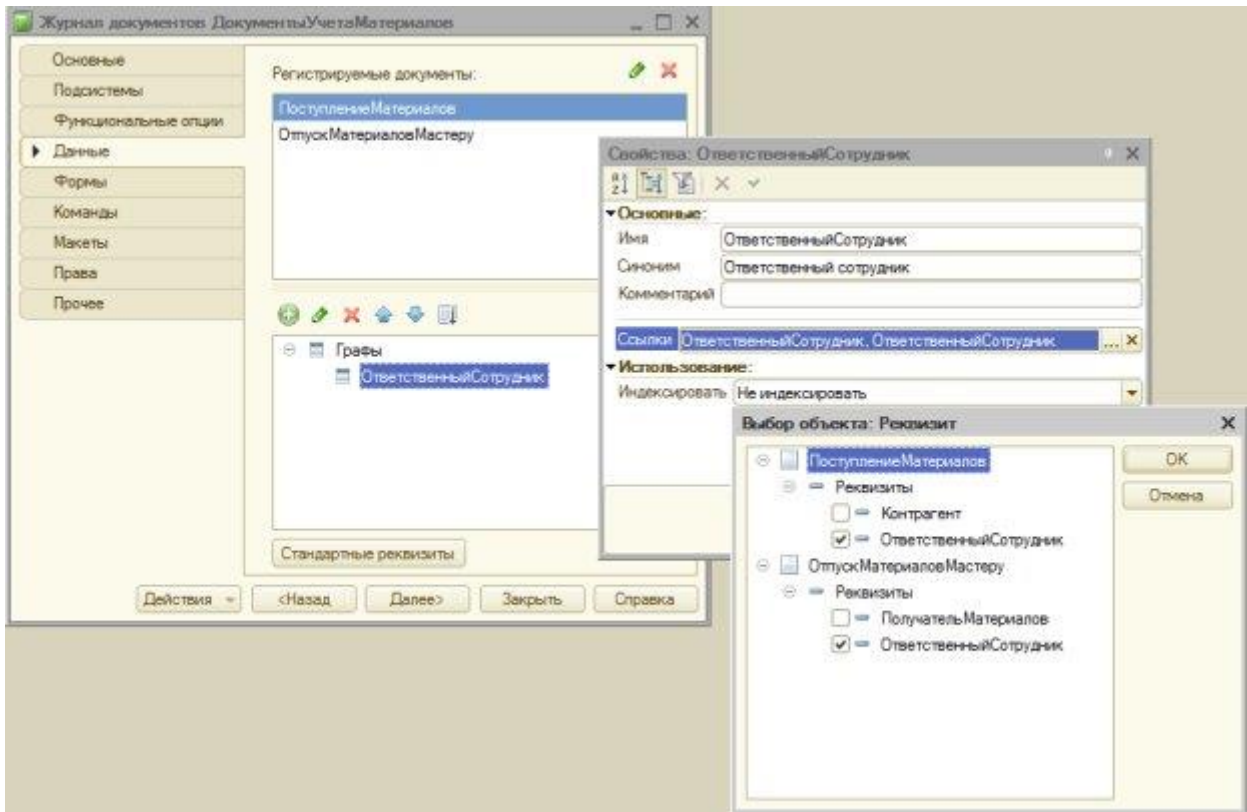 Журнал документов ДокументыУчетаМатериалов
Основные
Подсистемы
Функциональные опции
Данные
Формы
Команды
Макеты
Права
Прочее
Регистрируемые документы:
ПоступлениеМатериалов
ОтпускМатериаловМастеру
Графы
ОтветственныйСотрудник
Стандартные реквизиты
Действия
<Назад
Далее>
Закрыть
Справка
Свойства: ОтветственныйСотрудник
Основные:
Имя ОтветственныйСотрудник
Синоним Ответственный сотрудник
Комментарий
Ссылки ОтветственныйСотрудник, ОтветственныйСотрудник ...
Использование:
Индексировать Не индексировать
Выбор объекта: Реквизит
ПоступлениеМатериалов
Реквизиты
Контрагент
ОтветственныйСотрудник
ОтпускМатериаловМастеру
Реквизиты
ПолучательМатериалов
ОтветственныйСотрудник
OK
Отмена